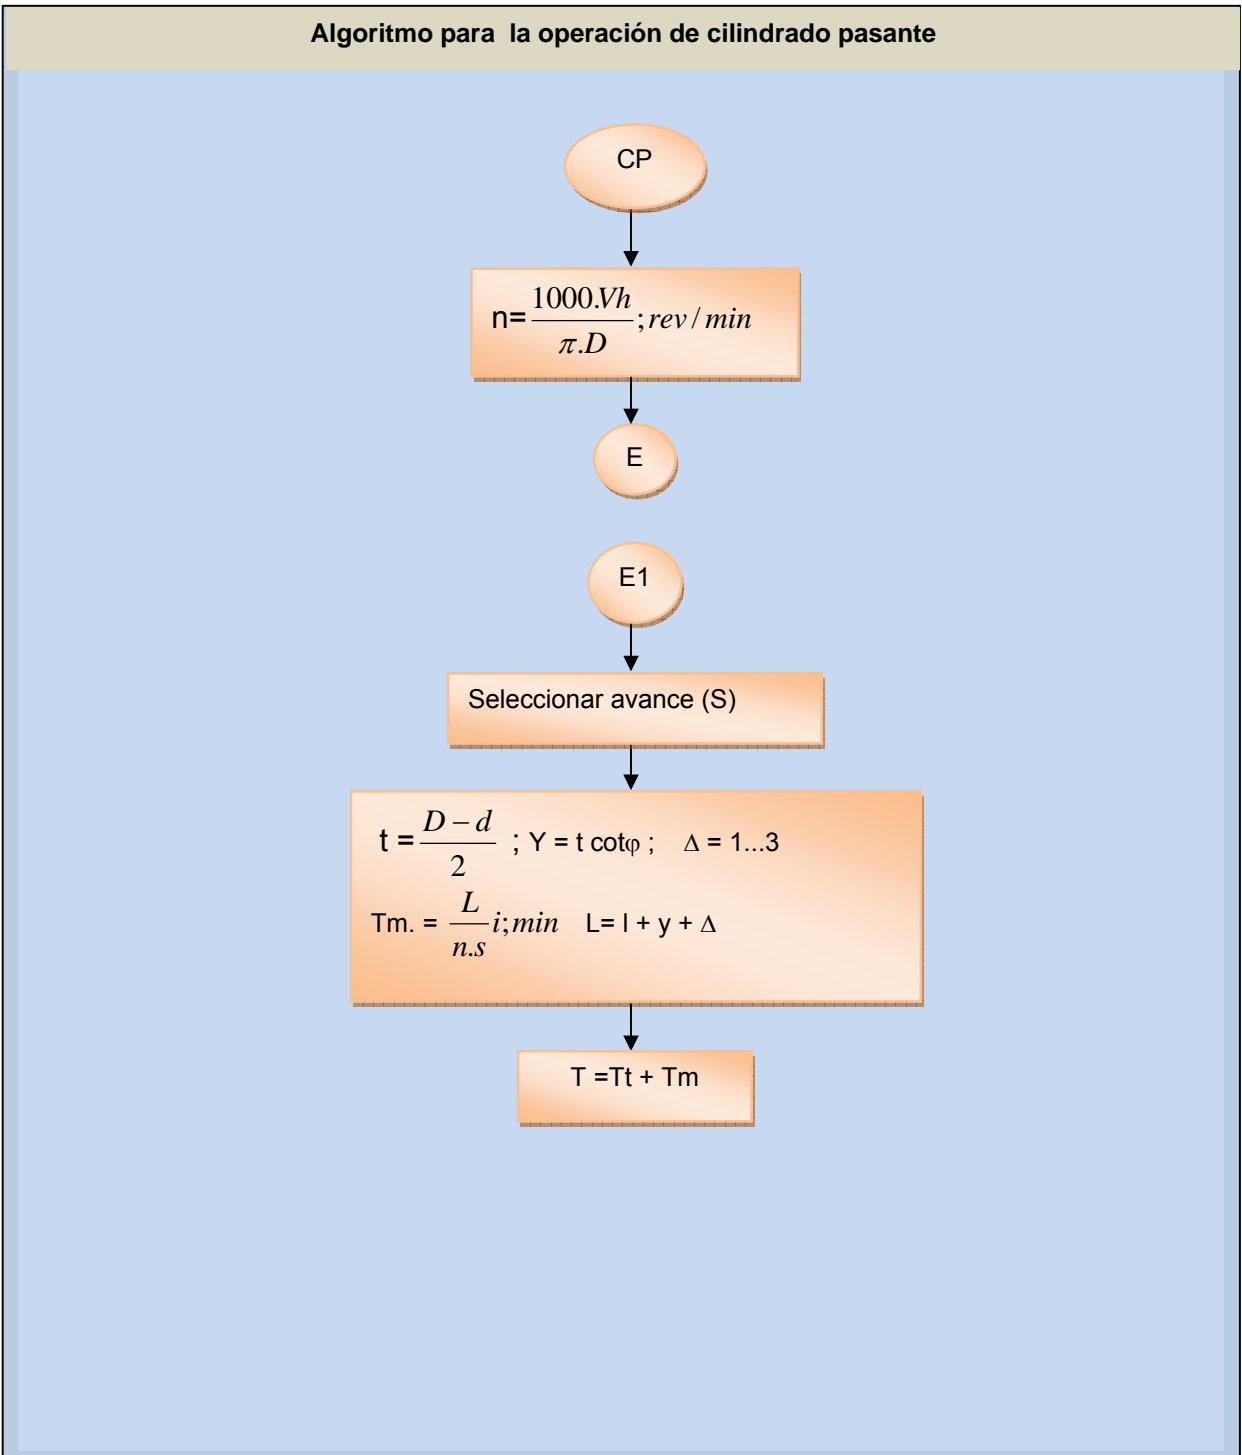 Algoritmo para la operación de cilindrado pasante
CP
n=1000.Vh/π.D;rev/min
E
E1
Seleccionar avance (S)
t = D−d/2 ; Y = t cotφ ; Δ = 1...3
Tm. = L/n.s i;min L= l + y + Δ
T =Tt + Tm